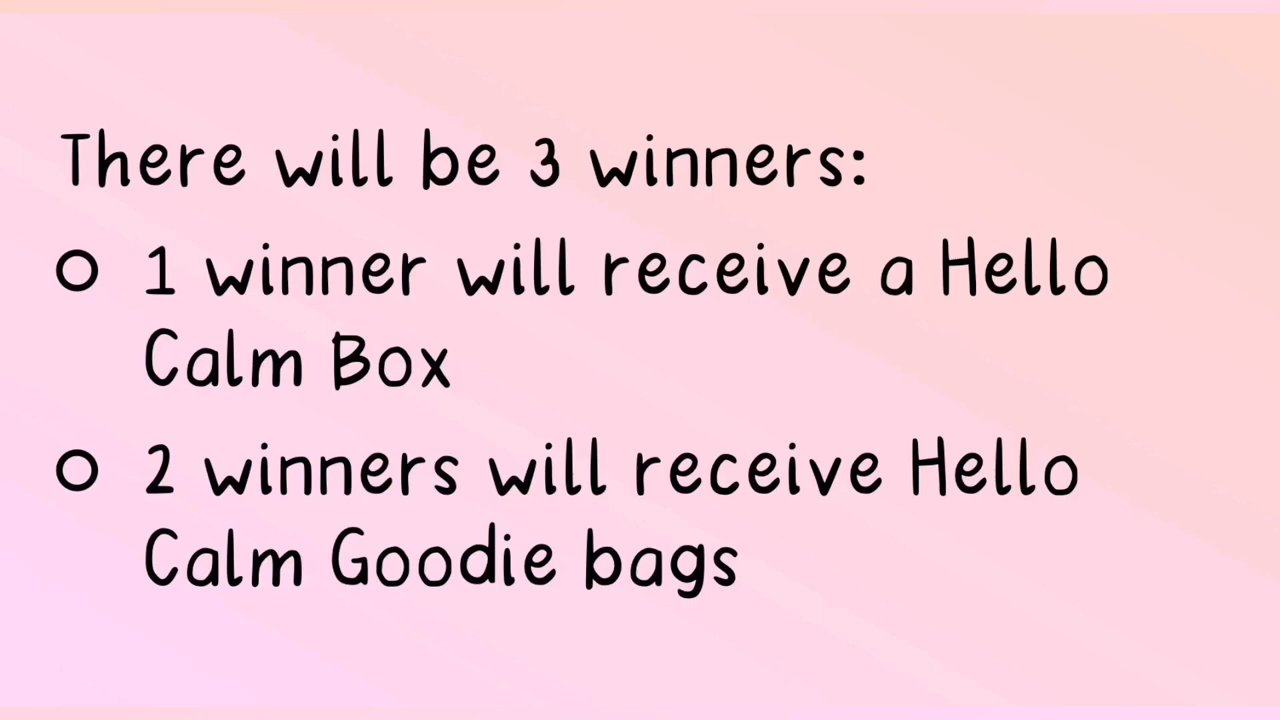 There will be 3 winners:
○ 1 winner will receive a Hello
Calm Box
○ 2 winners will receive Hello
Calm Goodie bags